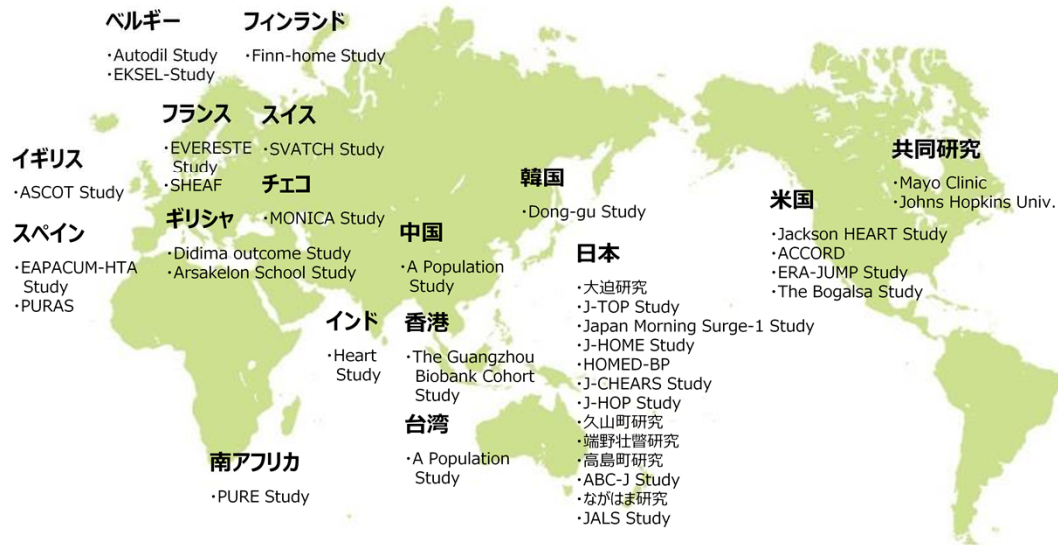 ベルギー
・Autodil Study
・EKSEL-Study
フィンランド
・Finn-home Study
フランス
・EVERESTE
Study
・SHEAF
スイス
・SVATCH Study
イギリス
・ASCOT Study
チェコ
・MONICA Study
スペイン
・EAPACUM-HTA
Study
・PURAS
ギリシャ
・Didima outcome Study
・Arsakelon School Study
韓国
・Dong-gu Study
中国
・A Population
Study
インド
・Heart
Study
香港
・The Guangzhou
Biobank Cohort
Study
台湾
・A Population
Study
南アフリカ
・PURE Study
日本
・大迫研究
・J-TOP Study
・Japan Morning Surge-1 Study
・J-HOME Study
・HOMED-BP
・J-CHEARS Study
・J-HOP Study
・久山町研究
・端野壮瞥研究
・高島町研究
・ABC-J Study
・ながはま研究
・JALS Study
米国
・Jackson HEART Study
・ACCORD
・ERA-JUMP Study
・The Bogalsa Study
共同研究
・Mayo Clinic
・Johns Hopkins Univ.